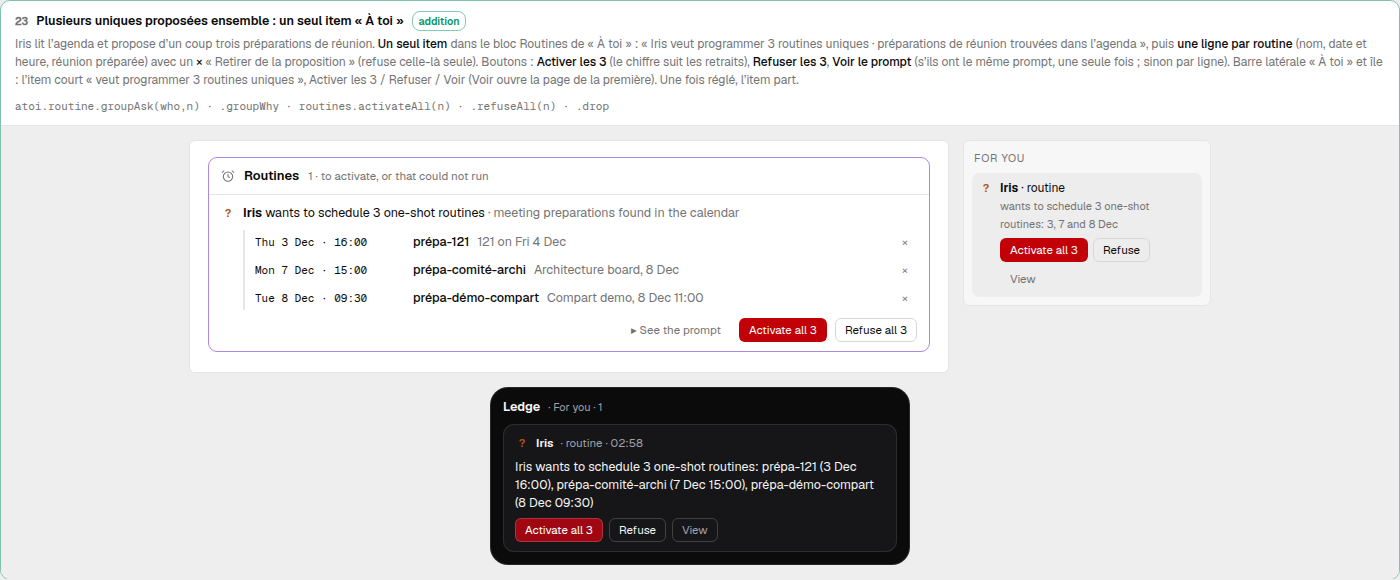 23 Plusieurs uniques proposées ensemble : un seul item « À toi » addition
Iris lit l'agenda et propose d'un coup trois préparations de réunion. Un seul item dans le bloc Routines de « À toi » : « Iris veut programmer 3 routines uniques · préparations de réunion trouvées dans l'agenda », puis une ligne par routine (nom, date et
heure, réunion préparée) avec un × « Retirer de la proposition » (refuse celle-là seule). Boutons : Activer les 3 (le chiffre suit les retraits), Refuser les 3, Voir le prompt (s'ils ont le même prompt, une seule fois ; sinon par ligne). Barre latérale « À toi » et île
: l'item court « veut programmer 3 routines uniques », Activer les 3 / Refuser / Voir (Voir ouvre la page de la première). Une fois réglé, l'item part.
atoi.routine.groupAsk(who,n) · .groupWhy · routines.activateAll(n) · .refuseAll(n) · .drop
Routines 1 · to activate, or that could not run
? Iris wants to schedule 3 one-shot routines · meeting preparations found in the calendar
Thu 3 Dec · 16:00 prépa-121 121 on Fri 4 Dec ×
Mon 7 Dec · 15:00 prépa-comité-archi Architecture board, 8 Dec ×
Tue 8 Dec · 09:30 prépa-démo-compart Compart demo, 8 Dec 11:00 ×
▸ See the prompt Activate all 3 Refuse all 3
FOR YOU
? Iris · routine
wants to schedule 3 one-shot
routines: 3, 7 and 8 Dec
Activate all 3 Refuse
View
Ledge · For you · 1
? Iris · routine · 02:58
Iris wants to schedule 3 one-shot routines: prépa-121 (3 Dec
16:00), prépa-comité-archi (7 Dec 15:00), prépa-démo-compart
(8 Dec 09:30)
Activate all 3 Refuse View